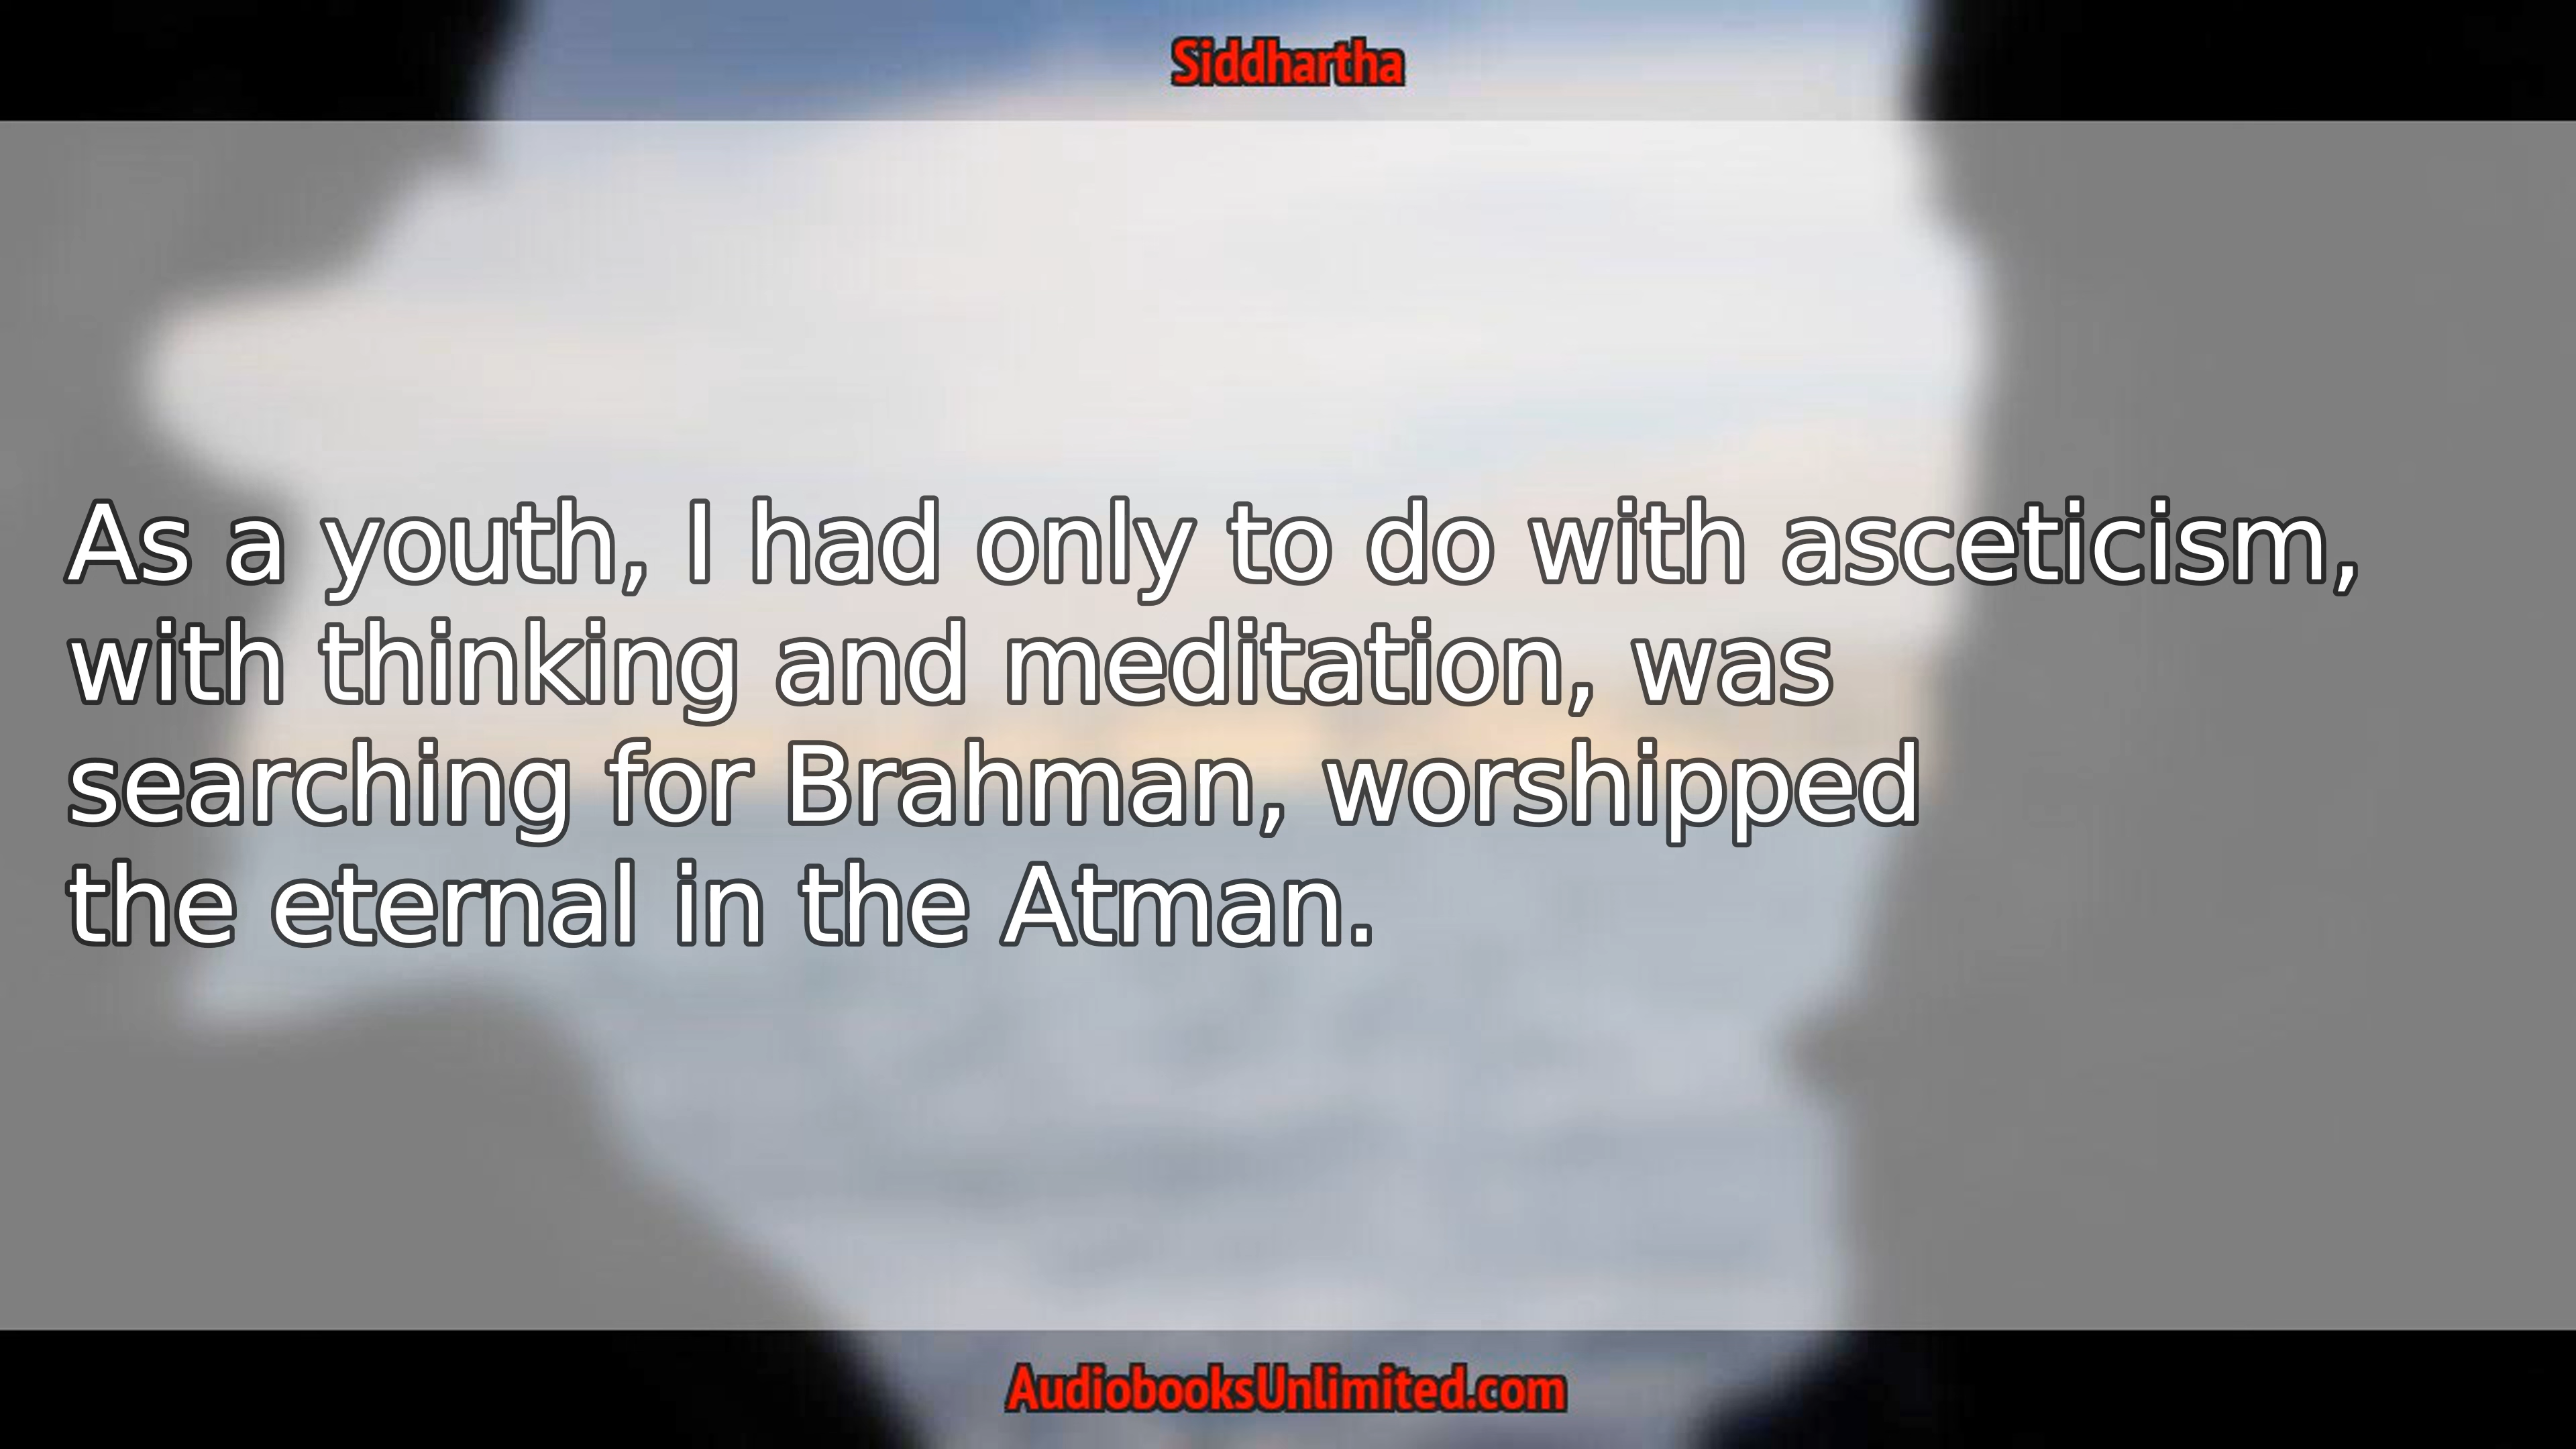 Siddhartha
As a youth, I had only to do with asceticism,
with thinking and meditation, was
searching for Brahman, worshipped
the eternal in the Atman.
AudiobooksUnlimited.com